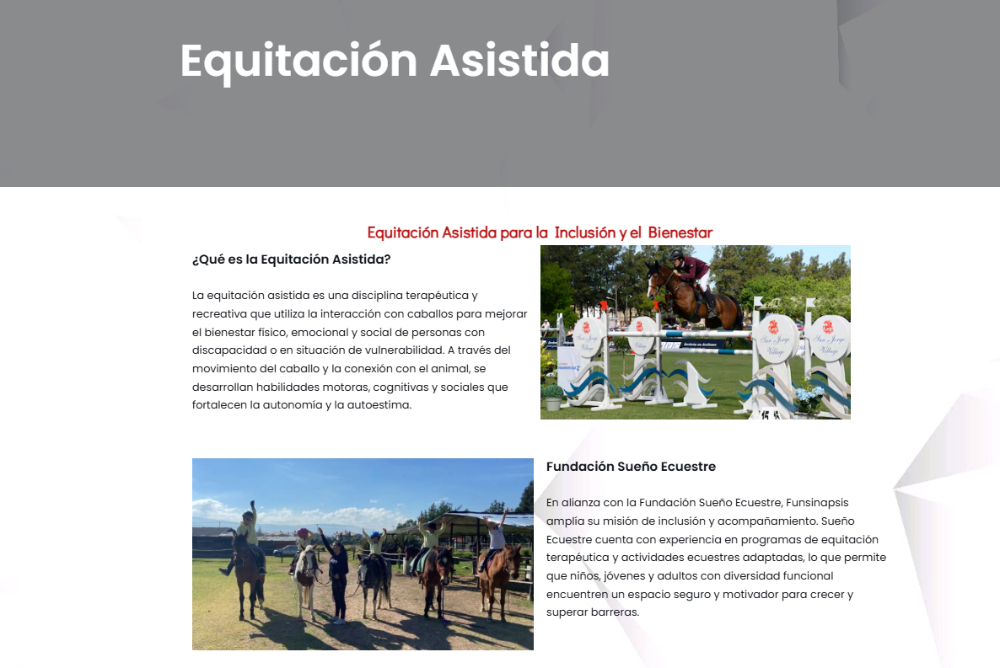 Equitación Asistida
Equitación Asistida para la Inclusión y el Bienestar
¿Qué es la Equitación Asistida?
La equitación asistida es una disciplina terapéutica y
recreativa que utiliza la interacción con caballos para mejorar
el bienestar físico, emocional y social de personas con
discapacidad o en situación de vulnerabilidad. A través del
movimiento del caballo y la conexión con el animal, se
desarrollan habilidades motoras, cognitivas y sociales que
fortalecen la autonomía y la autoestima.
San Jorge
Village
San Jorge
Village
15
Fundación Sueño Ecuestre
En alianza con la Fundación Sueño Ecuestre, Funsinapsis
amplía su misión de inclusión y acompañamiento. Sueño
Ecuestre cuenta con experiencia en programas de equitación
terapéutica y actividades ecuestres adaptadas, lo que permite
que niños, jóvenes y adultos con diversidad funcional
encuentren un espacio seguro y motivador para crecer y
superar barreras.